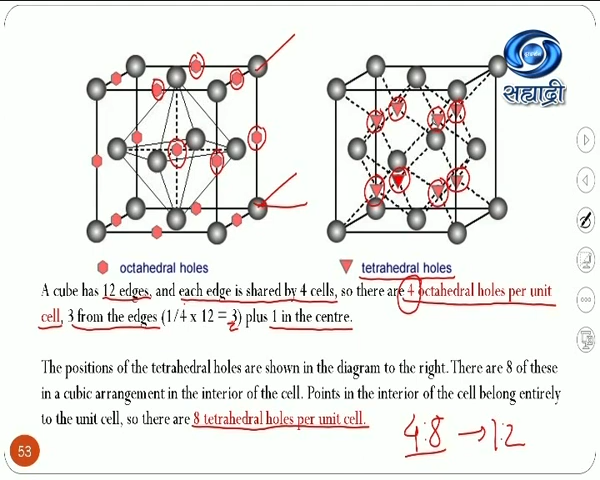 सह्याद्री
octahedral holes
tetrahedral holes
A cube has 12 edges, and each edge is shared by 4 cells, so there are 4 octahedral holes per unit
cell, 3 from the edges (1/4 x 12 = 3) plus 1 in the centre.
The positions of the tetrahedral holes are shown in the diagram to the right. There are 8 of these
in a cubic arrangement in the interior of the cell. Points in the interior of the cell belong entirely
to the unit cell, so there are 8 tetrahedral holes per unit cell.
4:8 → 1:2
53